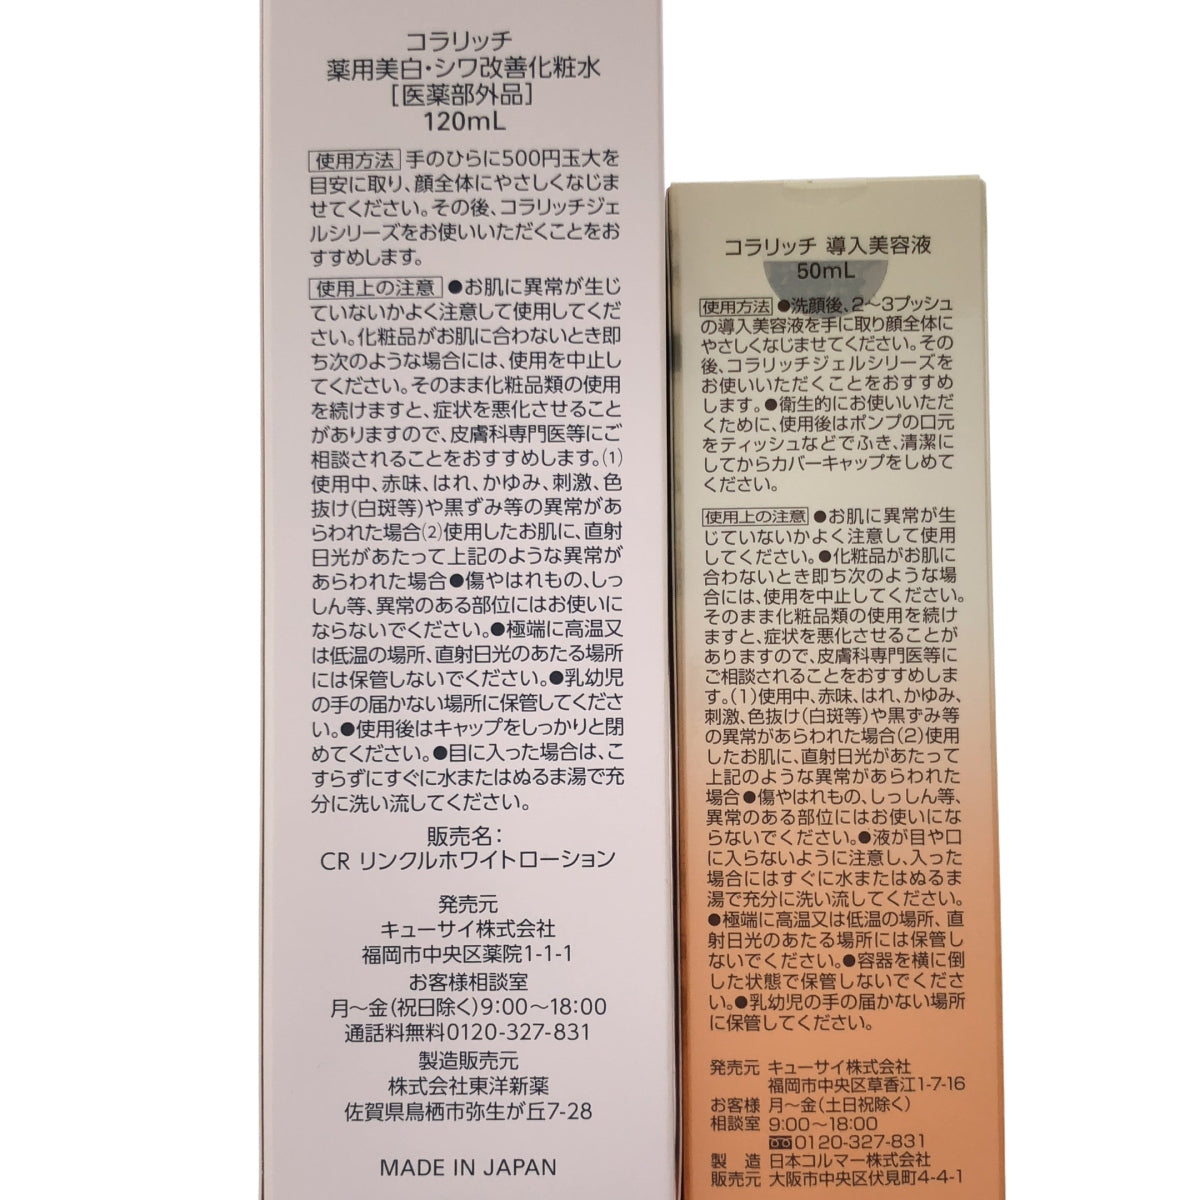 コラリッチ
薬用美白・シワ改善化粧水
[医薬部外品]
120mL
使用方法 手のひらに500円玉大を
目安に取り、顔全体にやさしくなじま
せてください。その後、コラリッチジェ
ルシリーズをお使いいただくことをお
すすめします。
使用上の注意 ●お肌に異常が生じ
ていないかよく注意して使用してくだ
さい。化粧品がお肌に合わないとき即
ち次のような場合には、使用を中止し
てください。そのまま化粧品類の使用
を続けますと、症状を悪化させること
がありますので、皮膚科専門医等にご
相談されることをおすすめします。(1)
使用中、赤味、はれ、かゆみ、刺激、色
抜け(白斑等)や黒ずみ等の異常があ
らわれた場合(2)使用したお肌に、直射
日光があたって上記のような異常が
あらわれた場合●傷やはれもの、しっ
しん等、異常のある部位にはお使いに
ならないでください。●極端に高温又
は低温の場所、直射日光のあたる場所
には保管しないでください。●乳幼児
の手の届かない場所に保管してくださ
い。●使用後はキャップをしっかりと閉
めてください。●目に入った場合は、こ
すらずにすぐに水またはぬるま湯で充
分に洗い流してください。
販売名：
CR リンクルホワイトローション
発売元
キューサイ株式会社
福岡市中央区薬院1-1-1
お客様相談室
月～金(祝日除く)9:00～18:00
通話料無料0120-327-831
製造販売元
株式会社東洋新薬
佐賀県鳥栖市弥生が丘7-28
MADE IN JAPAN
コラリッチ 導入美容液
50mL
使用方法 ●洗顔後、2～3プッシュ
の導入美容液を手に取り顔全体に
やさしくなじませてください。その
後、コラリッチジェルシリーズを
お使いいただくことをおすすめ
します。●衛生的にお使いいただ
くために、使用後はポンプの口元
をティッシュなどでふき、清潔に
してからカバーキャップをしめて
ください。
使用上の注意 ●お肌に異常が生
じていないかよく注意して使用
してください。●化粧品がお肌に
合わないとき即ち次のような場
合には、使用を中止してください。
そのまま化粧品類の使用を続け
ますと、症状を悪化させることが
ありますので、皮膚科専門医等に
ご相談されることをおすすめしま
す。(1)使用中、赤味、はれ、かゆみ、
刺激、色抜け(白斑等)や黒ずみ等
の異常があらわれた場合(2)使用
したお肌に、直射日光があたって
上記のような異常があらわれた
場合●傷やはれもの、しっしん等、
異常のある部位にはお使いにな
らないでください。●液が目や口
に入らないように注意し、入った
場合にはすぐに水またはぬるま
湯で充分に洗い流してください。
●極端に高温又は低温の場所、直
射日光のあたる場所には保管し
ないでください。●容器を横に倒
した状態で保管しないでくださ
い。●乳幼児の手の届かない場所
に保管してください。
発売元 キューサイ株式会社
福岡市中央区草香江1-7-16
お客様 月～金(土日祝除く)
相談室 9:00～18:00
0120-327-831
製 造 日本コルマー株式会社
販売元 大阪市中央区伏見町4-4-1